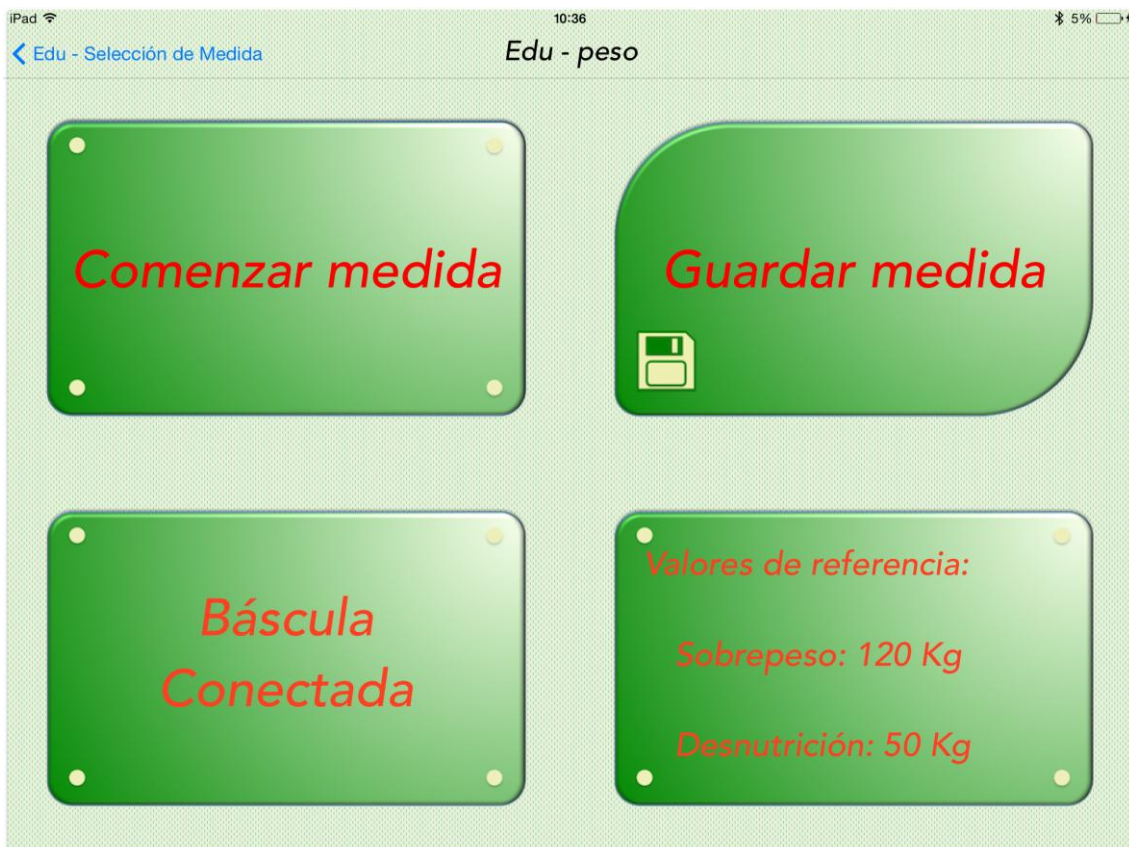 iPad 10:36 5%
Edu - Selección de Medida
Edu - peso
Comenzar medida
Guardar medida
Báscula
Conectada
Valores de referencia:
Sobrepeso: 120 Kg
Desnutrición: 50 Kg